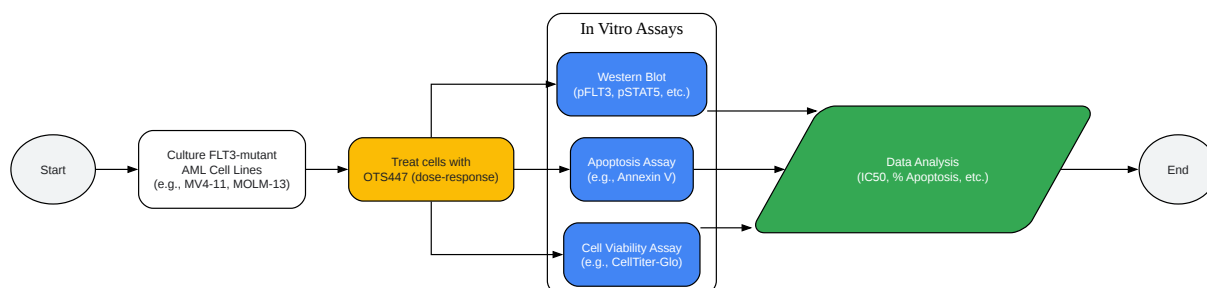 Start
Culture FLT3-mutant
AML Cell Lines
(e.g., MV4-11, MOLM-13)
Treat cells with
OTS447 (dose-response)
In Vitro Assays
Western Blot
(pFLT3, pSTAT5, etc.)
Apoptosis Assay
(e.g., Annexin V)
Cell Viability Assay
(e.g., CellTiter-Glo)
Data Analysis
(IC50, % Apoptosis, etc.)
End